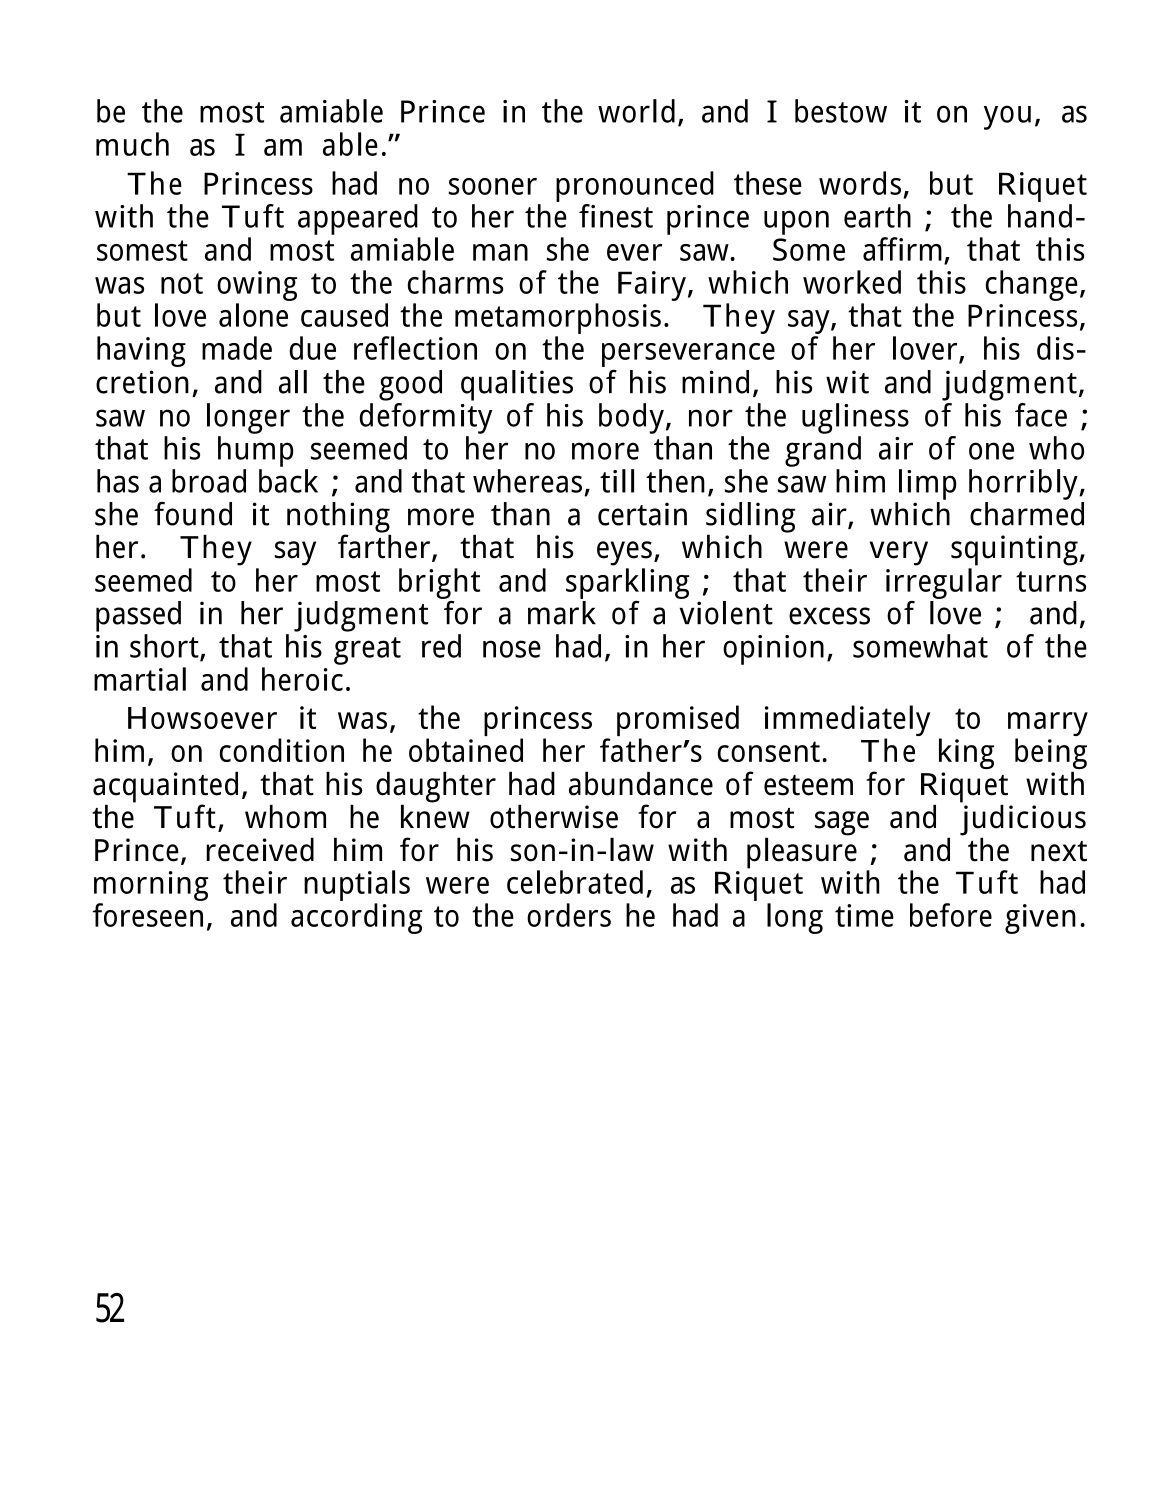 be the most amiable Prince in the world, and I bestow it on you, as
much as I am able.”
The Princess had no sooner pronounced these words, but Riquet
with the Tuft appeared to her the finest prince upon earth ; the hand-
somest and most amiable man she ever saw. Some affirm, that this
was not owing to the charms of the Fairy, which worked this change,
but love alone caused the metamorphosis. They say, that the Princess,
having made due reflection on the perseverance of her lover, his dis-
cretion, and all the good qualities of his mind, his wit and judgment,
saw no longer the deformity of his body, nor the ugliness of his face ;
that his hump seemed to her no more than the grand air of one who
has a broad back ; and that whereas, till then, she saw him limp horribly,
she found it nothing more than a certain sidling air, which charmed
her. They say farther, that his eyes, which were very squinting,
seemed to her most bright and sparkling ; that their irregular turns
passed in her judgment for a mark of a violent excess of love ; and,
in short, that his great red nose had, in her opinion, somewhat of the
martial and heroic.
Howsoever it was, the princess promised immediately to marry
him, on condition he obtained her father’s consent. The king being
acquainted, that his daughter had abundance of esteem for Riquet with
the Tuft, whom he knew otherwise for a most sage and judicious
Prince, received him for his son-in-law with pleasure ; and the next
morning their nuptials were celebrated, as Riquet with the Tuft had
foreseen, and according to the orders he had a long time before given.
52